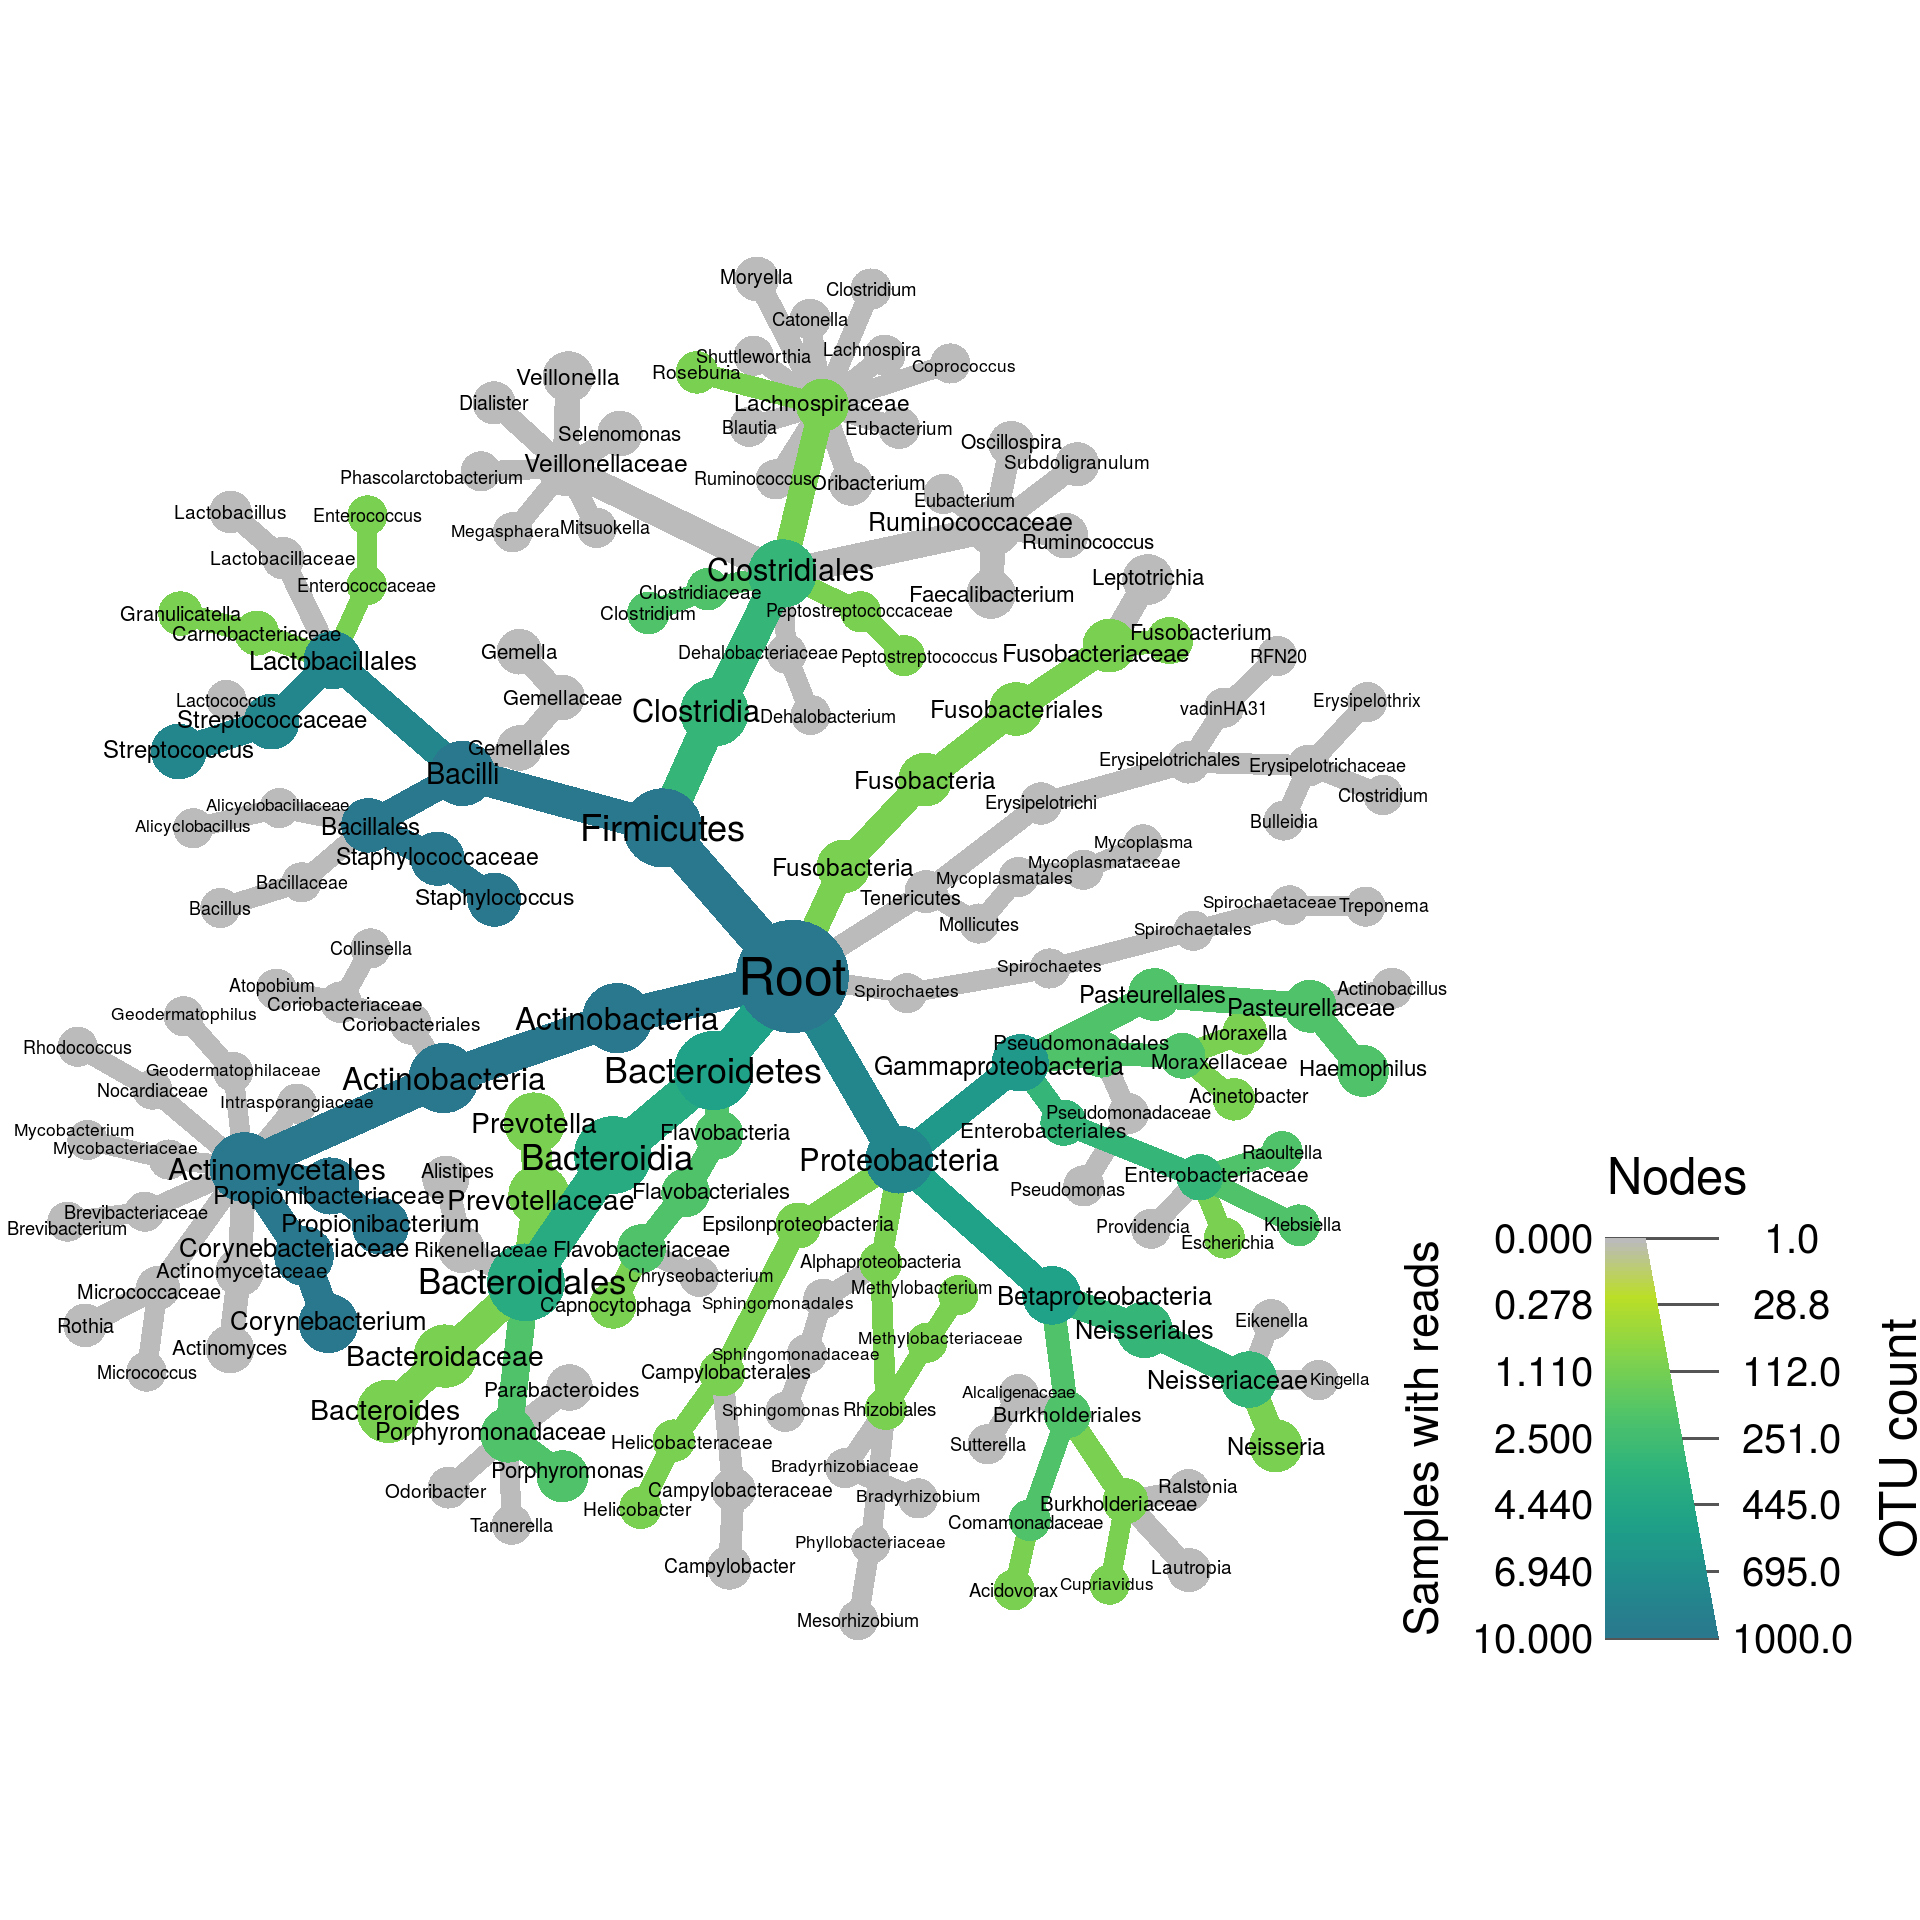 Moryella
Clostridium
Catonella
Shuttleworthia
Lachnospira
Coprococcus
Roseburia
Veillonella
Dialister
Lachnospiraceae
Blautia
Eubacterium
Selenomonas
Oscillospira
Subdoligranulum
Veillonellaceae
Phascolarctobacterium
Ruminococcus
Oribacterium
Eubacterium
Lactobacillus
Enterococcus
Megasphaera
Mitsuokella
Ruminococcaceae
Ruminococcus
Lactobacillaceae
Clostridiales
Leptotrichia
Enterococcaceae
Clostridiaceae
Faecalibacterium
Granulicatella
Clostridium
Peptostreptococcaceae
Carnobacteriaceae
Fusobacterium
Gemella
Dehalobacteriaceae
Peptostreptococcus
Fusobacteriaceae
RFN20
Lactobacillales
Lactococcus
Gemellaceae
Erysipelothrix
Streptococcaceae
Clostridia
Dehalobacterium
Fusobacteriales
vadinHA31
Streptococcus
Gemellales
Erysipelotrichales
Erysipelotrichaceae
Bacilli
Fusobacteria
Clostridium
Alicyclobacillaceae
Erysipelotrichi
Alicyclobacillus
Bacillales
Firmicutes
Bulleidia
Mycoplasma
Staphylococcaceae
Fusobacteria
Mycoplasmataceae
Bacillaceae
Mycoplasmatales
Staphylococcus
Tenericutes
Bacillus
Spirochaetaceae
Treponema
Mollicutes
Spirochaetales
Collinsella
Root
Spirochaetes
Spirochaetes
Atopobium
Coriobacteriaceae
Pasteurellales
Actinobacillus
Geodermatophilus
Coriobacteriales
Actinobacteria
Pasteurellaceae
Rhodococcus
Pseudomonadales
Moraxella
Geodermatophilaceae
Actinobacteria
Bacteroidetes
Gammaproteobacteria
Moraxellaceae
Haemophilus
Nocardiaceae
Intrasporangiaceae
Acinetobacter
Mycobacterium
Prevotella
Flavobacteria
Pseudomonadaceae
Mycobacteriaceae
Enterobacteriales
Actinomycetales
Alistipes
Bacteroidia
Proteobacteria
Raoultella
Propionibacteriaceae
Prevotellaceae
Flavobacteriales
Pseudomonas
Enterobacteriaceae
Brevibacteriaceae
Brevibacterium
Propionibacterium
Epsilonproteobacteria
Providencia
Klebsiella
Corynebacteriaceae
Rikenellaceae
Flavobacteriaceae
Escherichia
Actinomycetaceae
Alphaproteobacteria
Micrococcaceae
Bacteroidales
Chryseobacterium
Methylobacterium
Capnocytophaga
Sphingomonadales
Betaproteobacteria
Rothia
Corynebacterium
Neisseriales
Eikenella
Actinomyces
Methylobacteriaceae
Bacteroidaceae
Sphingomonadaceae
Micrococcus
Campylobacterales
Neisseriaceae
Kingella
Parabacteroides
Alcaligenaceae
Bacteroides
Sphingomonas
Rhizobiales
Burkholderiales
Porphyromonadaceae
Helicobacteraceae
Sutterella
Neisseria
Porphyromonas
Bradyrhizobiaceae
Odoribacter
Campylobacteraceae
Bradyrhizobium
Ralstonia
Helicobacter
Burkholderiaceae
Tannerella
Comamonadaceae
Phyllobacteriaceae
Campylobacter
Lautropia
Acidovorax
Cupriavidus
Mesorhizobium
Nodes
0.000 1.0
0.278 28.8
1.110 112.0
2.500 251.0
4.440 445.0
6.940 695.0
10.000 1000.0
Samples with reads
OTU count